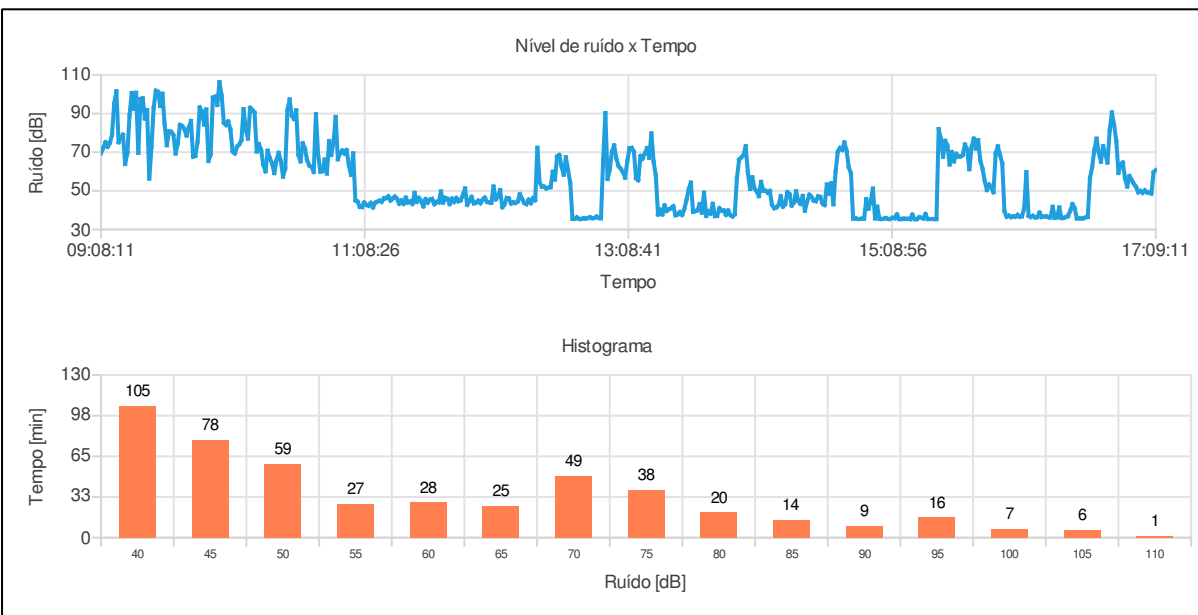 Nível de ruído x Tempo
Ruído [dB]
110
90
70
50
30
09:08:11 11:08:26 13:08:41 15:08:56 17:09:11
Tempo
Histograma
Tempo [min]
130
98
65
33
0
105 78 59 27 28 25 49 38 20 14 9 16 7 6 1
40 45 50 55 60 65 70 75 80 85 90 95 100 105 110
Ruído [dB]